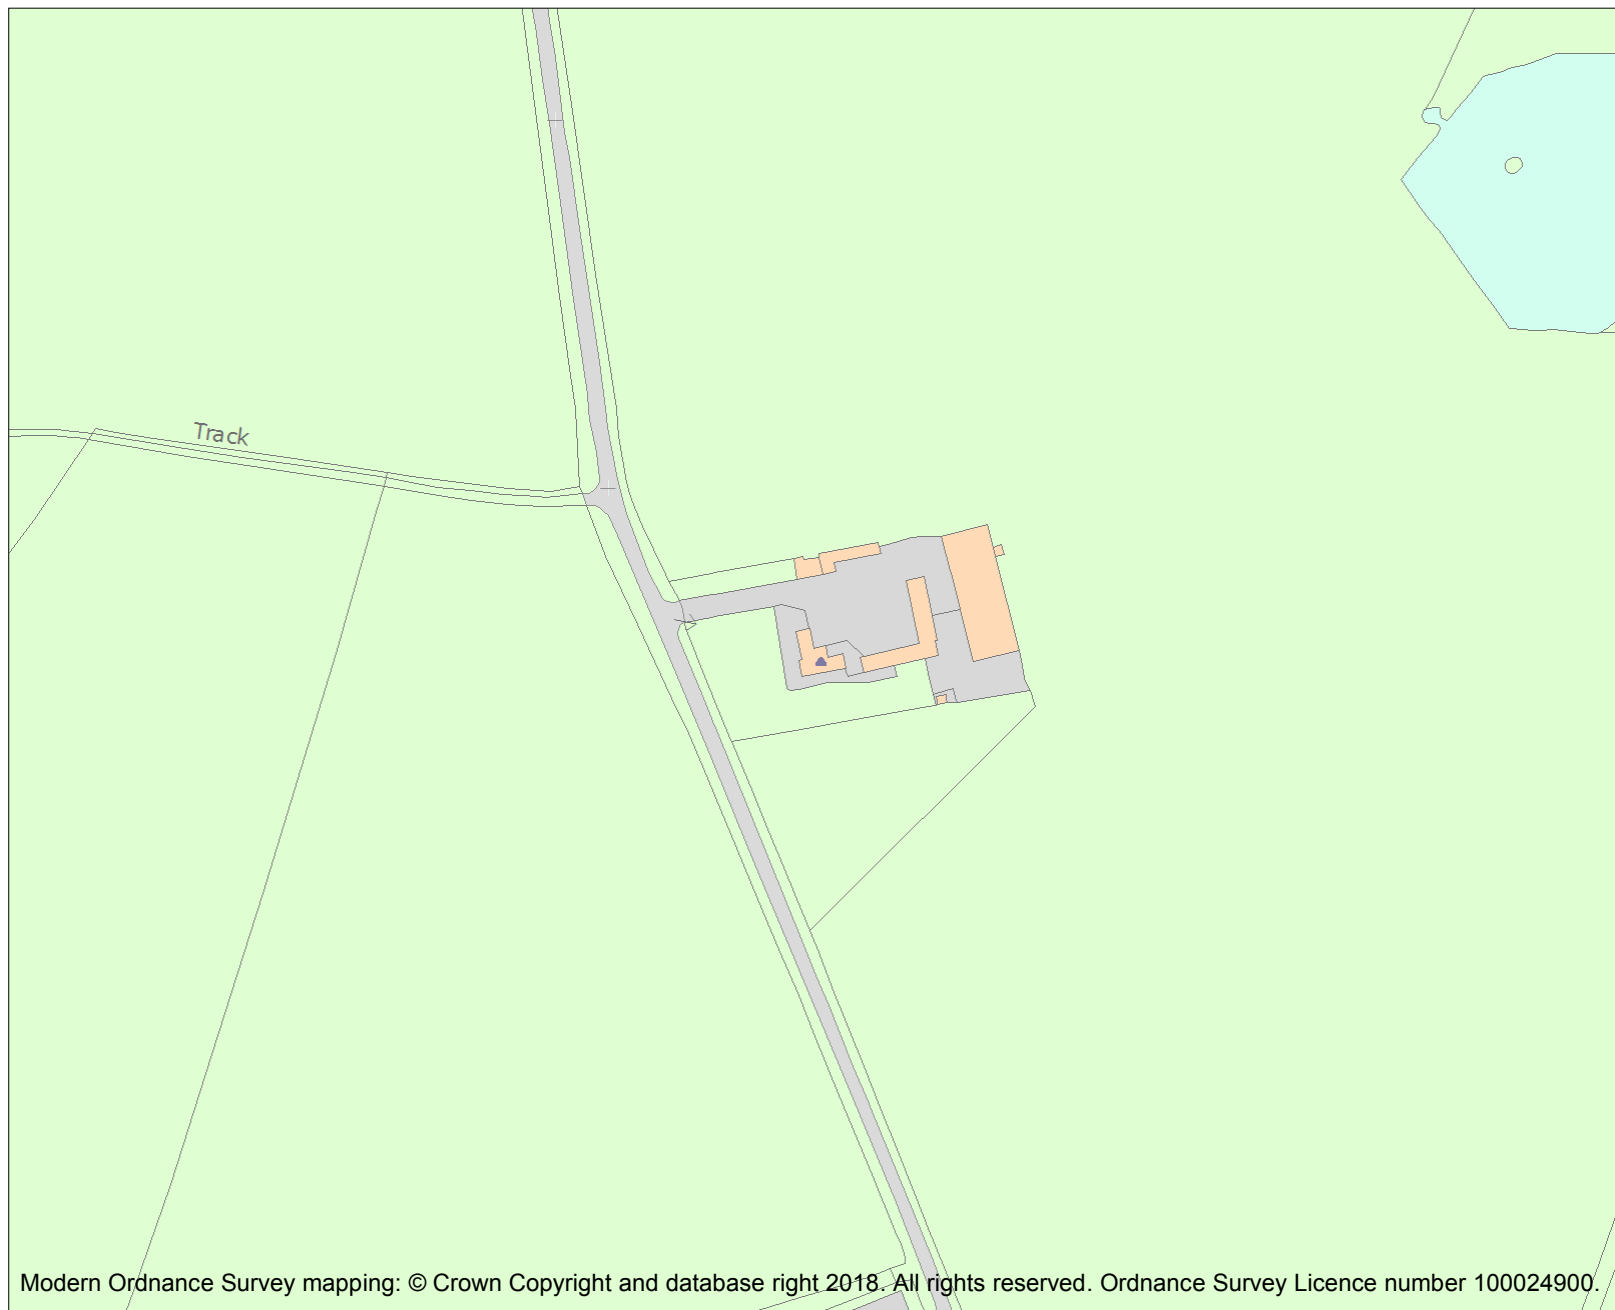 Track
Modern Ordnance Survey mapping: © Crown Copyright and database right 2018. All rights reserved. Ordnance Survey Licence number 100024900.